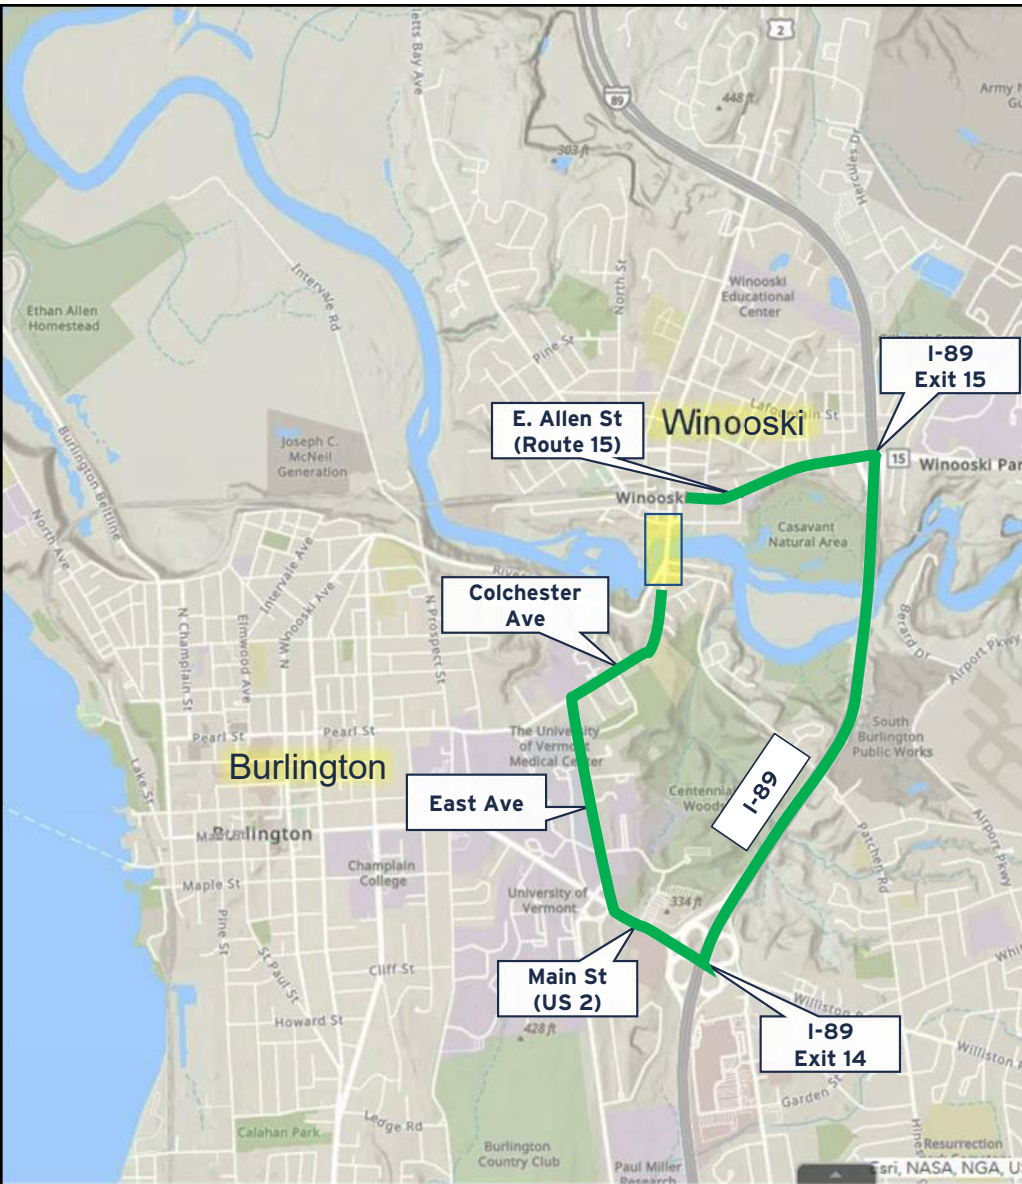 2
89
448 ft
Army
303 ft
Hercules Dr
Intervale Rd
North St
Winooski
Educational
Center
Ethan Allen
Homestead
Pine St
I-89
Exit 15
Lafountain St
E. Allen St
(Route 15)
Winooski
Burlington Beltline
Joseph C.
McNeil
Generation
15
Winooski
North Ave
Casavant
Natural Area
Intervale Ave
Colchester
Ave
N Champlain St
Elmwood Ave
N Winooski Ave
N Prospect St
Berard Dr
Airport Pkwy
Pearl St
Pearl St
The University
of Vermont
Medical Center
South
Burlington
Public Works
Burlington
Lake St
East Ave
Centennial
Woods
I-89
Burlington
Patchen Rd
Airport Pkwy
Maple St
Champlain
College
University of
Vermont
334 ft
Pine St
St Paul St
Cliff St
Main St
(US 2)
Howard St
428 ft
Williston
I-89
Exit 14
Williston
Garden St
Ledge Rd
Calahan Park
Burlington
Country Club
Paul Miller
Research
Resurrection
Esri, NASA, NGA,